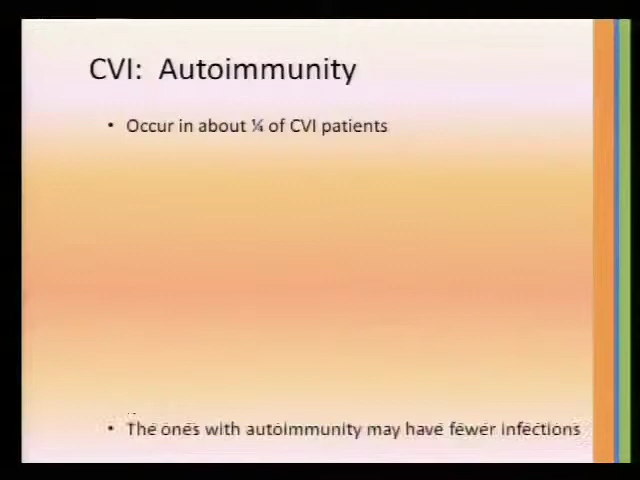 CVI: Autoimmunity
• Occur in about ¼ of CVI patients
• The ones with autoimmunity may have fewer infections